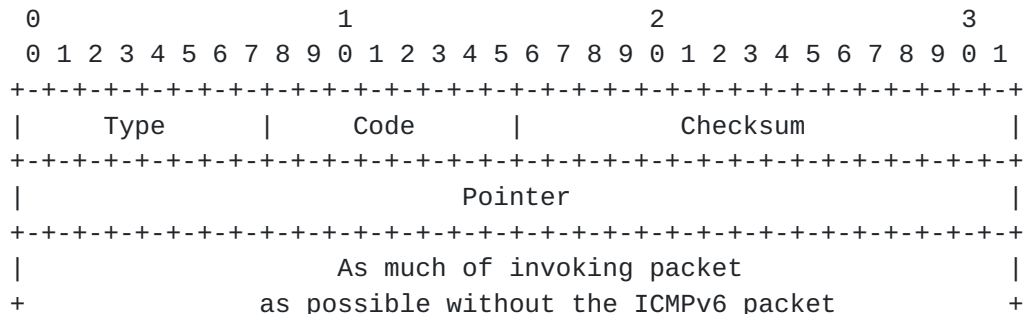 0                   1                   2                   3
 0 1 2 3 4 5 6 7 8 9 0 1 2 3 4 5 6 7 8 9 0 1 2 3 4 5 6 7 8 9 0 1
+-+-+-+-+-+-+-+-+-+-+-+-+-+-+-+-+-+-+-+-+-+-+-+-+-+-+-+-+-+-+-+-+
|     Type      |     Code      |          Checksum             |
+-+-+-+-+-+-+-+-+-+-+-+-+-+-+-+-+-+-+-+-+-+-+-+-+-+-+-+-+-+-+-+-+
|                            Pointer                            |
+-+-+-+-+-+-+-+-+-+-+-+-+-+-+-+-+-+-+-+-+-+-+-+-+-+-+-+-+-+-+-+-+
|                    As much of invoking packet                 |
+               as possible without the ICMPv6 packet           +